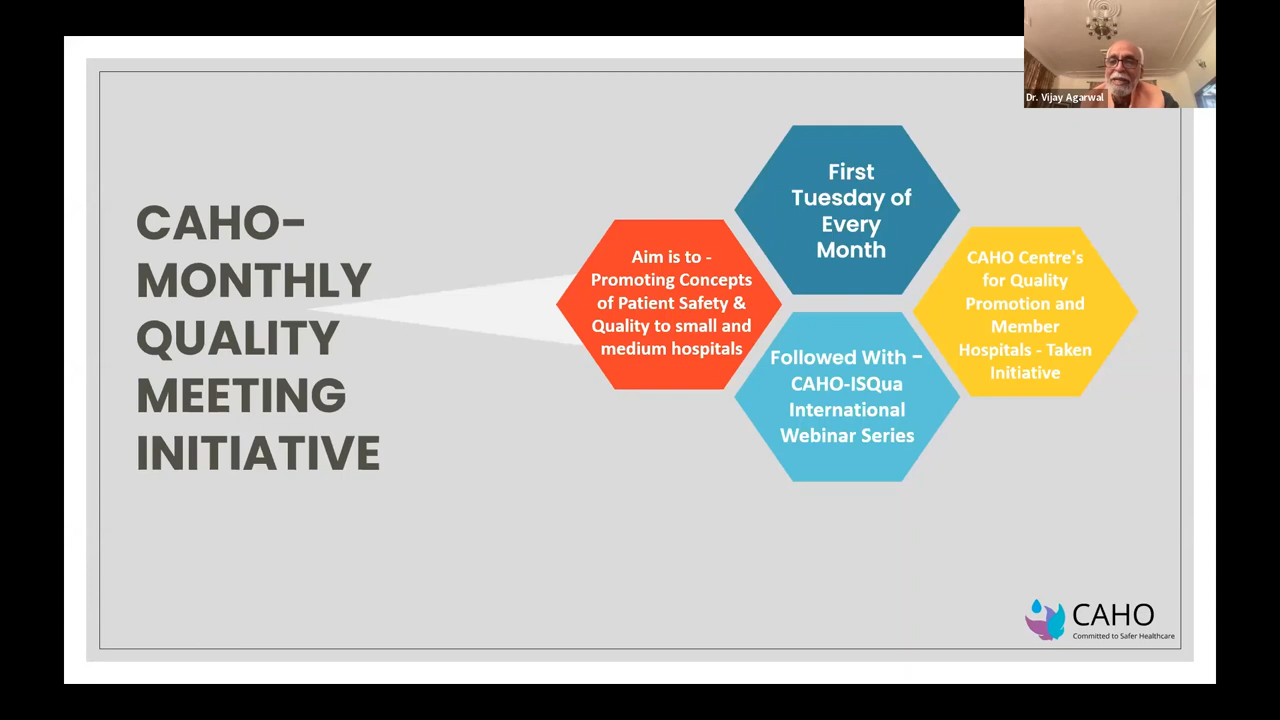 Dr. Vijay Agarwal
CAHO-
MONTHLY
QUALITY
MEETING
INITIATIVE
Aim is to -
Promoting Concepts
of Patient Safety &
Quality to small and
medium hospitals
First
Tuesday of
Every
Month
Followed With –
CAHO-ISQua
International
Webinar Series
CAHO Centre's
for Quality
Promotion and
Member
Hospitals - Taken
Initiative
CAHO
Committed to Safer Healthcare